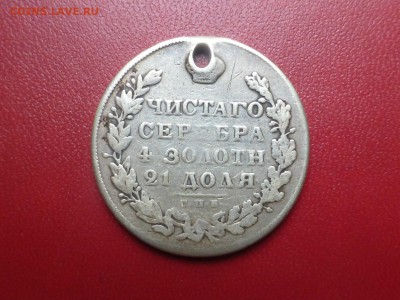 COINS.LAVE.RU
ЧИСТАГО
СЕРЕБРА
4 ЗОЛОТН
21 ДОЛЯ
С.П.Б.